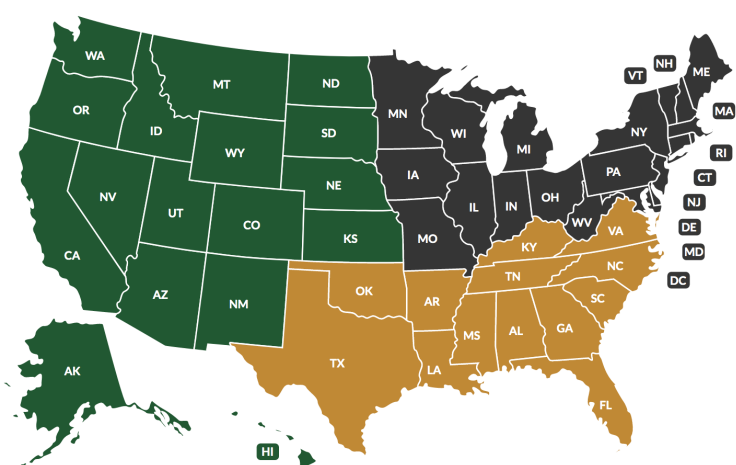 WA
MT
ND
MN
VT
NH
ME
OR
ID
SD
WI
MI
NY
MA
WY
IA
PA
RI
NE
CT
NV
UT
CO
IL
IN
OH
NJ
WV
VA
DE
CA
KS
MO
KY
MD
AZ
NM
OK
TN
NC
DC
AR
SC
MS
AL
GA
AK
TX
LA
FL
HI